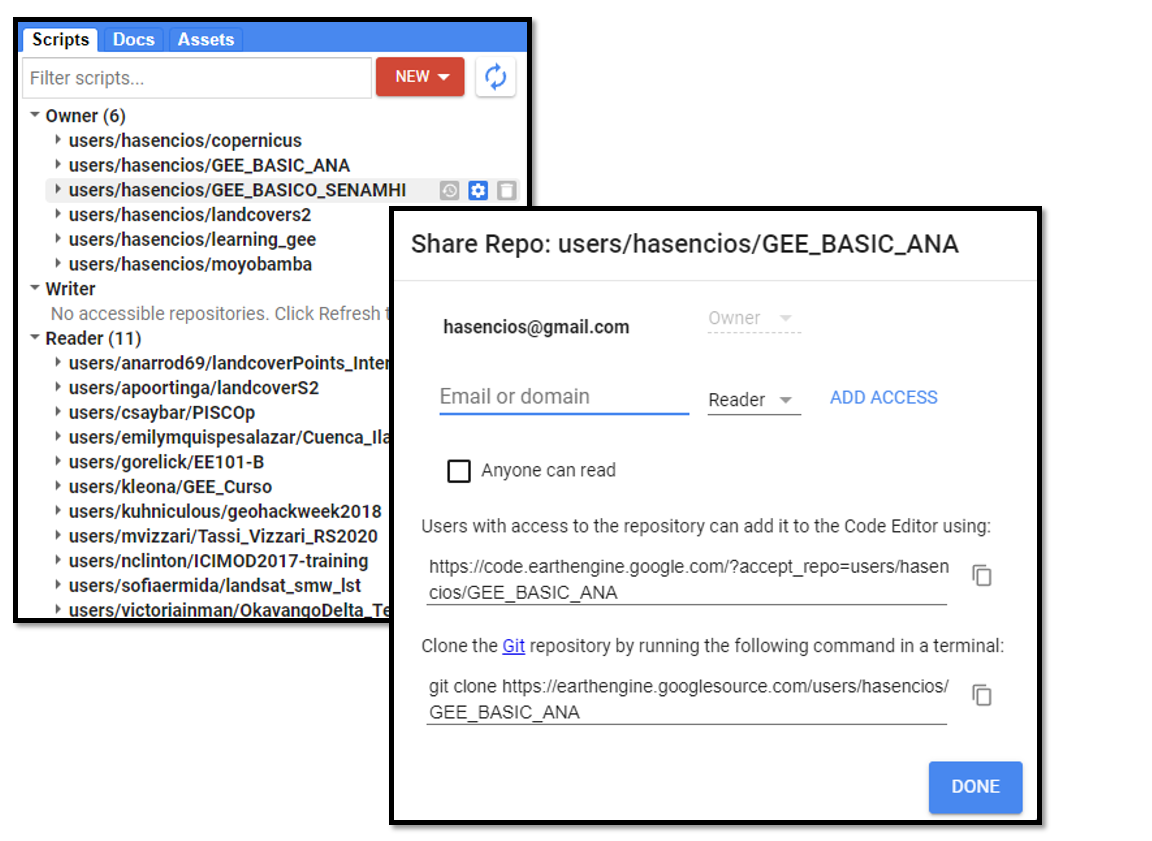 Scripts Docs Assets
Filter scripts... NEW
Owner (6)
users/hasencios/copernicus
users/hasencios/GEE_BASIC_ANA
users/hasencios/GEE_BASICO_SENAMHI
users/hasencios/landcovers2
users/hasencios/learning_gee
users/hasencios/moyobamba
Writer
No accessible repositories. Click Refresh
Reader (11)
users/anarrod69/landcoverPoints_Inter
users/apoortinga/landcoverS2
users/csaybar/PISCOp
users/emilymquispesalazar/Cuenca_Ila
users/gorelick/EE101-B
users/kleona/GEE_Curso
users/kuhniculous/geohackweek2018
users/mvizzari/Tassi_Vizzari_RS2020
users/nclinton/ICIMOD2017-training
users/sofiaermida/landsat_smw_lst
users/victoriainman/OkavangoDelta_Te
Share Repo: users/hasencios/GEE_BASIC_ANA
hasencios@gmail.com Owner
Email or domain Reader ADD ACCESS
Anyone can read
Users with access to the repository can add it to the Code Editor using:
https://code.earthengine.google.com/?accept_repo=users/hasen
cios/GEE_BASIC_ANA
Clone the Git repository by running the following command in a terminal:
git clone https://earthengine.googlesource.com/users/hasencios/
GEE_BASIC_ANA
DONE